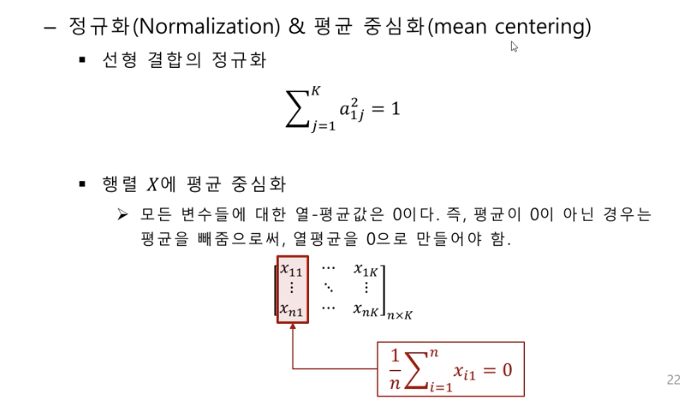 – 정규화(Normalization) & 평균 중심화(mean centering)
▪ 선형 결합의 정규화
$\sum_{j=1}^{K} a_{1j}^{2} = 1$
▪ 행렬 $X$에 평균 중심화
➢ 모든 변수들에 대한 열-평균값은 0이다. 즉, 평균이 0이 아닌 경우는
평균을 빼줌으로써, 열평균을 0으로 만들어야 함.
$\begin{bmatrix} x_{11} & \cdots & x_{1K} \\ \vdots & \ddots & \vdots \\ x_{n1} & \cdots & x_{nK} \end{bmatrix}_{n \times K}$
$\frac{1}{n} \sum_{i=1}^{n} x_{i1} = 0$
22